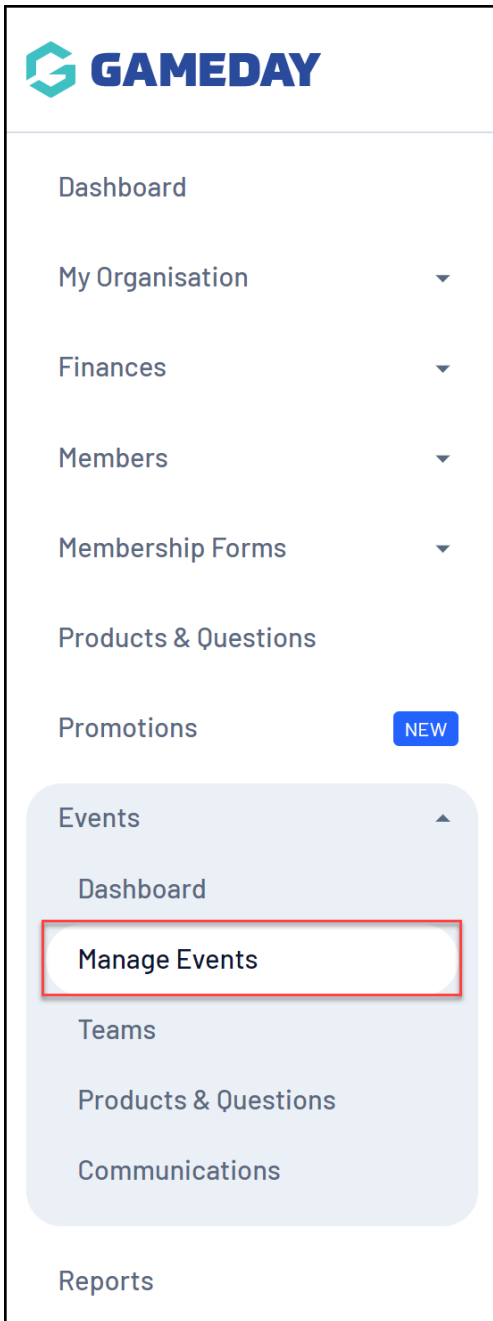 GAMEDAY
Dashboard
My Organisation
Finances
Members
Membership Forms
Products & Questions
Promotions NEW
Events
Dashboard
Manage Events
Teams
Products & Questions
Communications
Reports